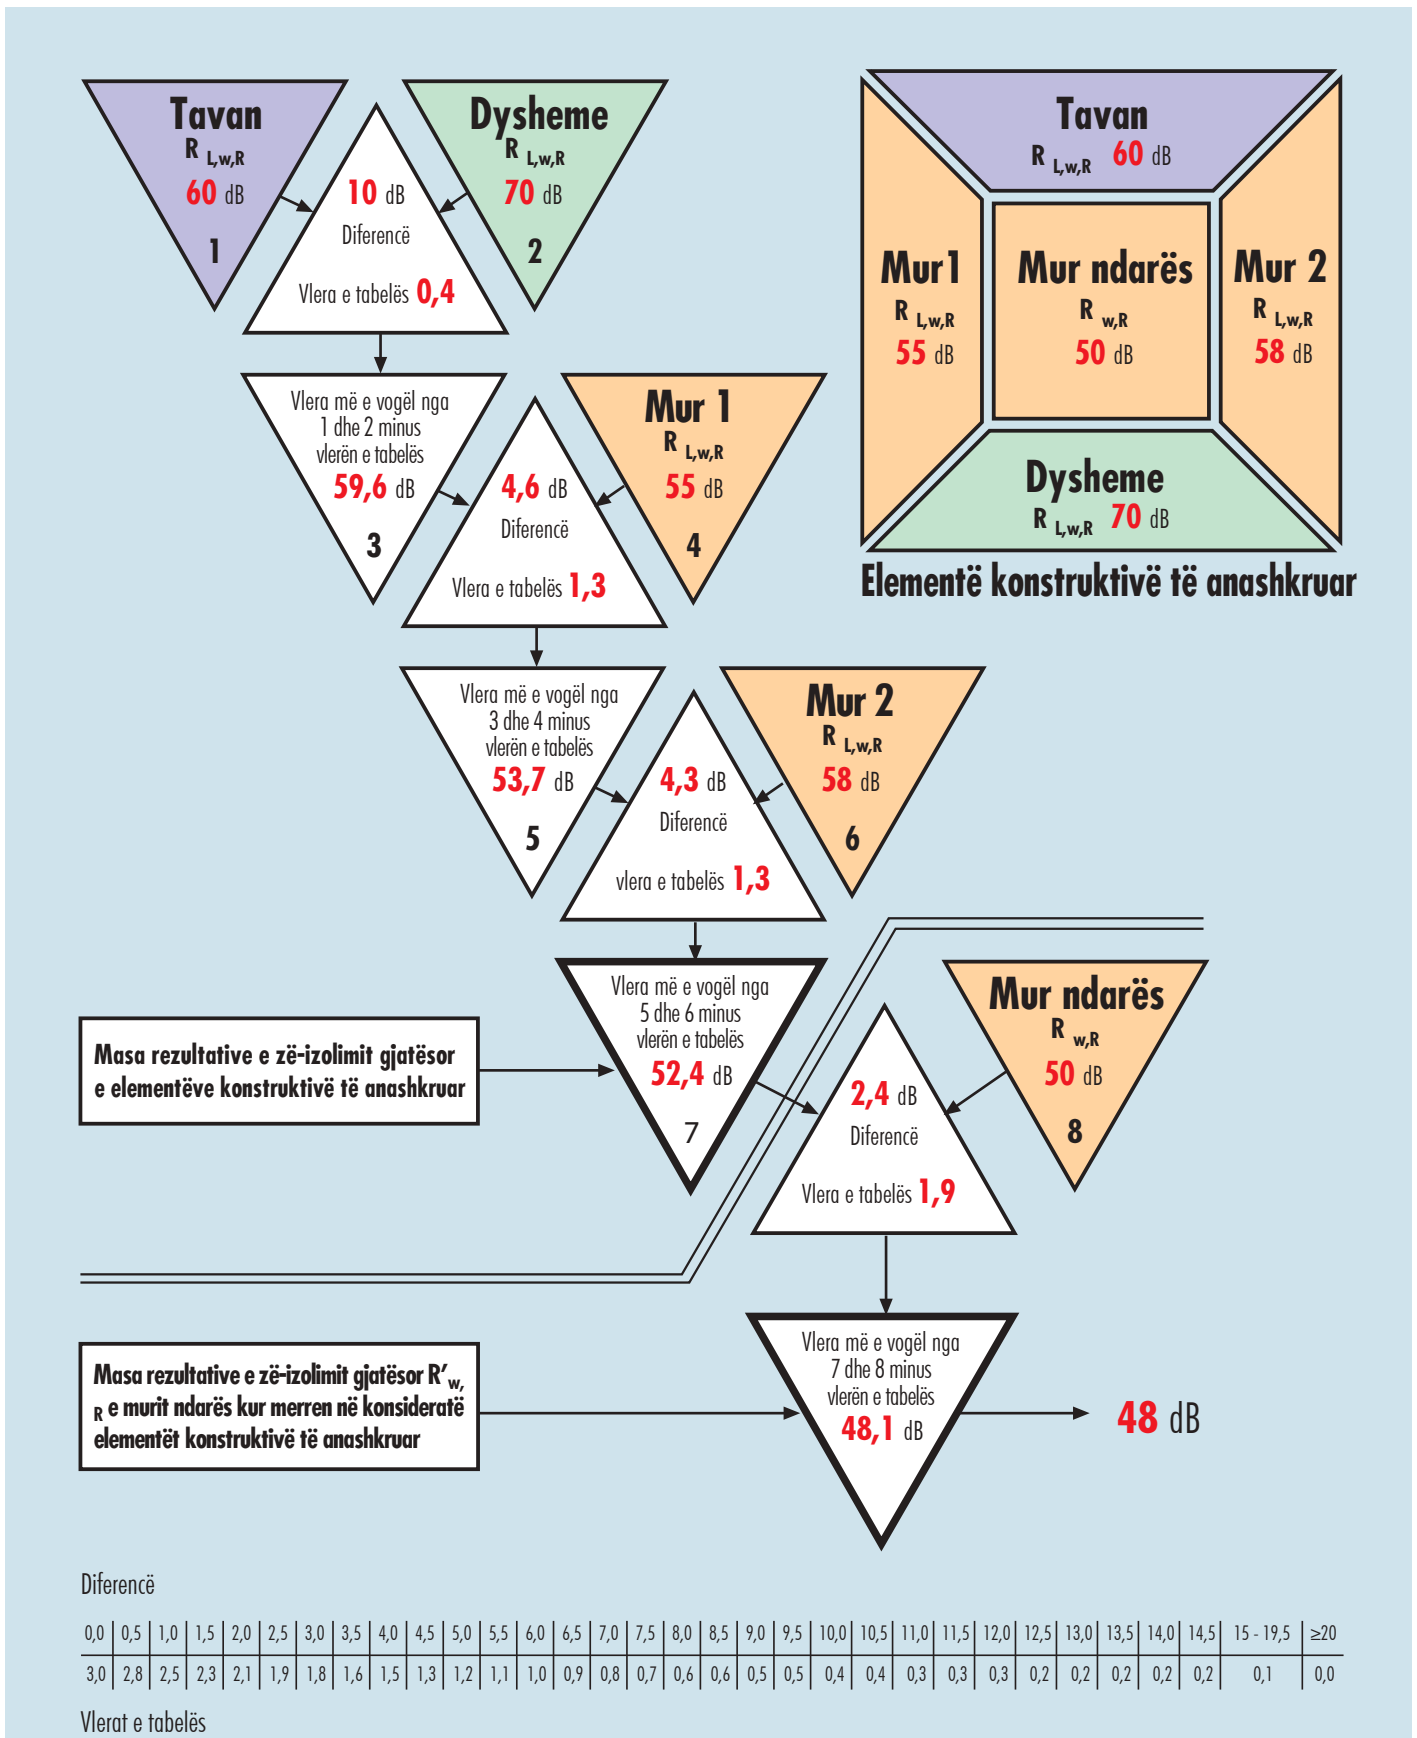 Tavan
R L,w,R
60 dB
1
10 dB
Diferencë
Vlera e tabelës 0,4
Dysheme
R L,w,R
70 dB
2
Tavan
R L,w,R 60 dB
Mur1
R L,w,R
55 dB
Mur ndarës
R w,R
50 dB
Mur 2
R L,w,R
58 dB
Dysheme
R L,w,R 70 dB
Elementë konstruktivë të anashkruar
Vlera më e vogël nga
1 dhe 2 minus
vlerën e tabelës
59,6 dB
3
4,6 dB
Diferencë
Vlera e tabelës 1,3
Mur 1
R L,w,R
55 dB
4
Vlera më e vogël nga
3 dhe 4 minus
vlerën e tabelës
53,7 dB
5
4,3 dB
Diferencë
vlera e tabelës 1,3
Mur 2
R L,w,R
58 dB
6
Masa rezultative e zë-izolimit gjatësor
e elementëve konstruktivë të anashkruar
Vlera më e vogël nga
5 dhe 6 minus
vlerën e tabelës
52,4 dB
7
2,4 dB
Diferencë
Vlera e tabelës 1,9
Mur ndarës
R w,R
50 dB
8
Masa rezultative e zë-izolimit gjatësor R’w,
R e murit ndarës kur merren në konsideratë
elementët konstruktivë të anashkruar
Vlera më e vogël nga
7 dhe 8 minus
vlerën e tabelës
48,1 dB
48 dB
Diferencë
0,0 0,5 1,0 1,5 2,0 2,5 3,0 3,5 4,0 4,5 5,0 5,5 6,0 6,5 7,0 7,5 8,0 8,5 9,0 9,5 10,0 10,5 11,0 11,5 12,0 12,5 13,0 13,5 14,0 14,5 15 - 19,5 ≥20
3,0 2,8 2,5 2,3 2,1 1,9 1,8 1,6 1,5 1,3 1,2 1,1 1,0 0,9 0,8 0,7 0,6 0,6 0,5 0,5 0,4 0,4 0,3 0,3 0,3 0,2 0,2 0,2 0,2 0,2 0,1 0,0
Vlerat e tabelës